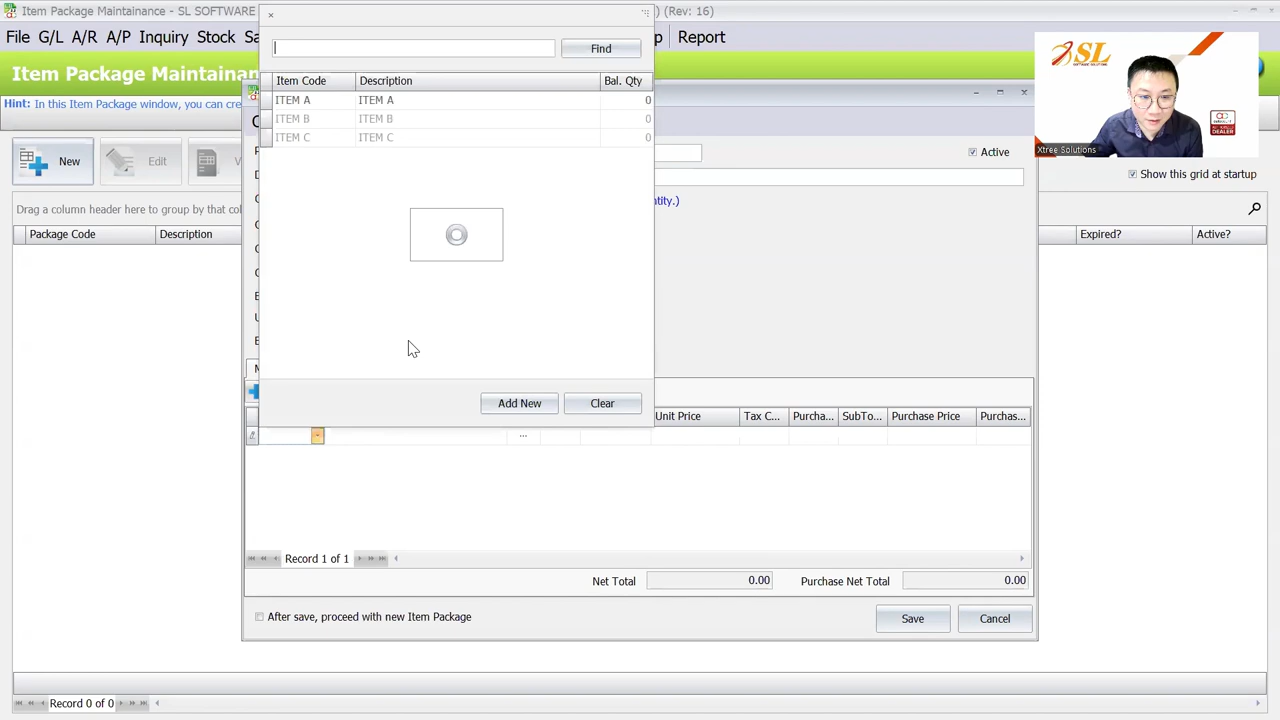 Item Package Maintainance - SL SOFTWARE
(Rev: 16)
File G/L A/R A/P Inquiry Stock Sa
p Report
Item Package Maintainan
Hint: In this Item Package window, you can cre
New
Edit
V
Drag a column header here to group by that col
Package Code
Description
Find
Item Code
Description
Bal. Qty
ITEM A
ITEM A
0
ITEM B
ITEM B
0
ITEM C
ITEM C
0
Add New
Clear
Active
ntity.)
Show this grid at startup
Expired?
Active?
Unit Price
Tax C...
Purcha...
SubTo...
Purchase Price
Purchas...
...
Record 1 of 1
Net Total
0.00
Purchase Net Total
0.00
After save, proceed with new Item Package
Save
Cancel
Record 0 of 0
SL
SOFTWARE SOLUTIONS
DEALER
Xtree Solutions